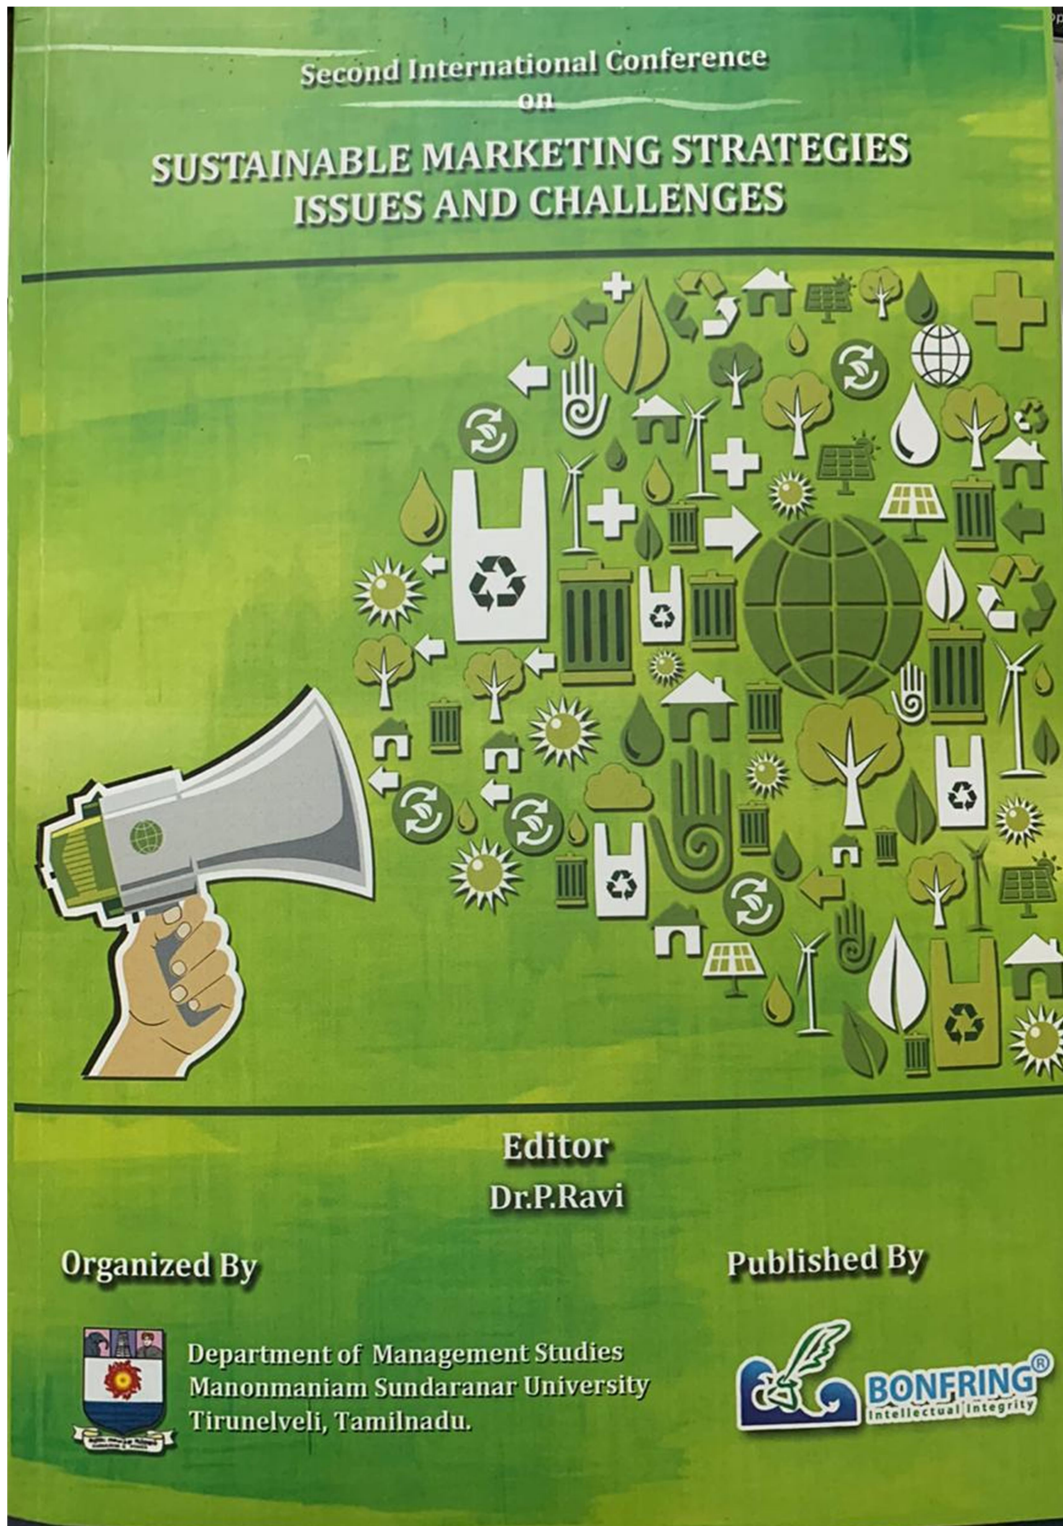 Second International Conference
on
SUSTAINABLE MARKETING STRATEGIES
ISSUES AND CHALLENGES
Editor
Dr.P.Ravi
Organized By
Published By
Department of Management Studies
Manonmaniam Sundaranar University
Tirunelveli, Tamilnadu.
BONFRING®
Intellectual Integrity